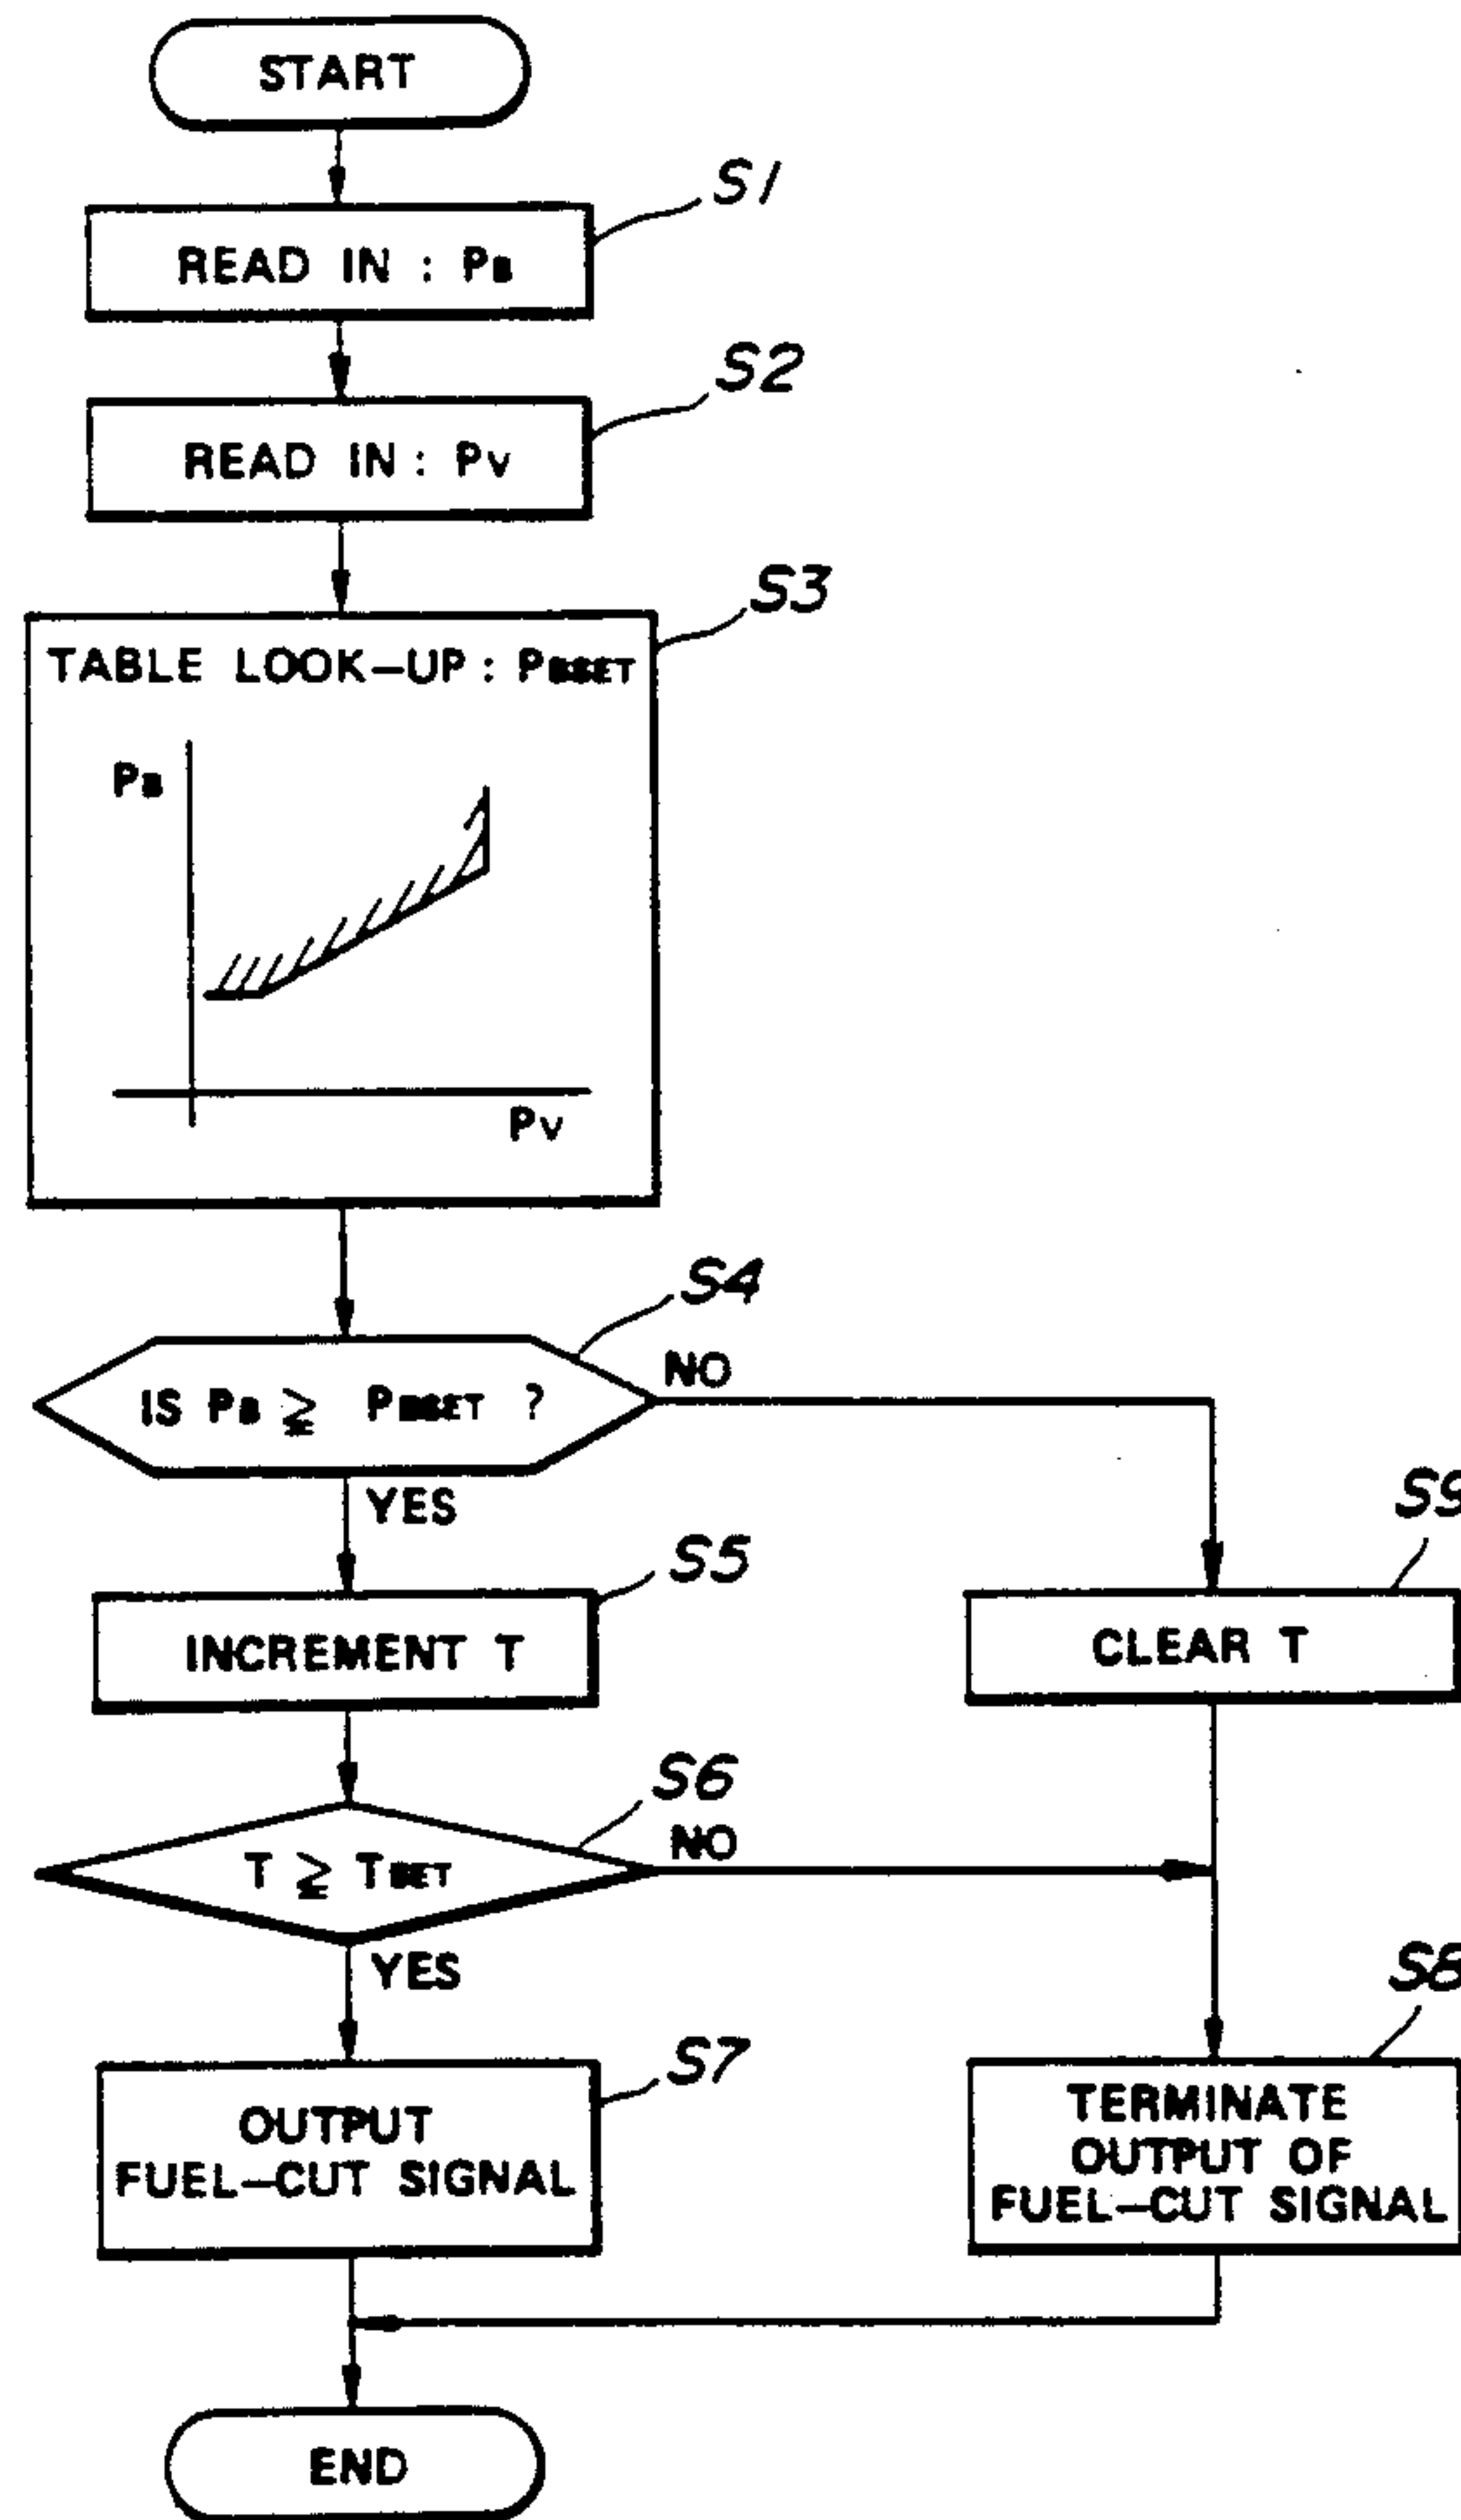 START
S1
READ IN : PB
S2
READ IN : PV
S3
TABLE LOOK-UP :
PB
PV
S4
IS PB ≧ ?
NO
YES
S5
INCREMENT T
S9
CLEAR T
S6
T ≧ TSET
NO
YES
S7
OUTPUT
FUEL-CUT SIGNAL
S8
TERMINATE
OUTPUT OF
FUEL-CUT SIGNAL
END